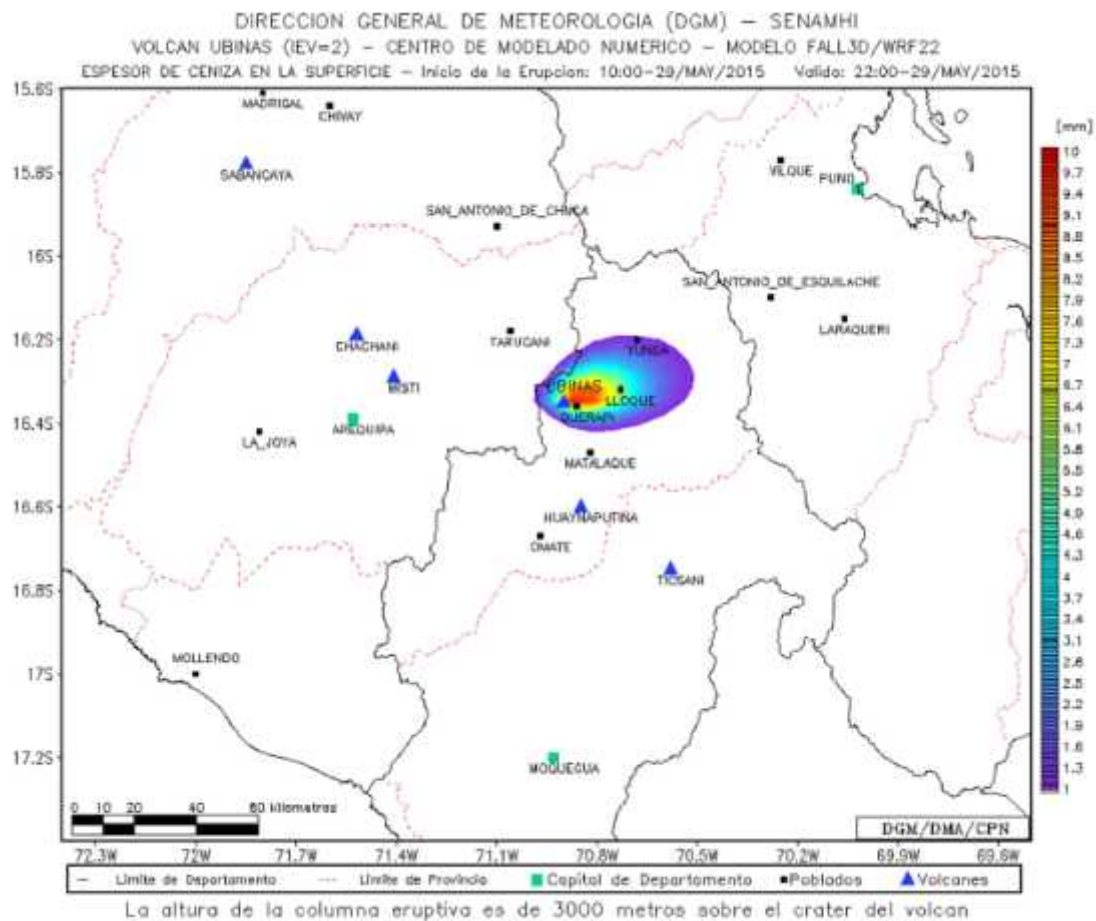 DIRECCION GENERAL DE METEOROLOGIA (DGM) – SENAMHI
VOLCAN UBINAS (IEV=2) – CENTRO DE MODELADO NUMERICO – MODELO FALL3D/WRF22
ESPESOR DE CENIZA EN LA SUPERFICIE – Inicio de la Erupcion: 10:00–29/MAY/2015 Valido: 22:00–29/MAY/2015
15.6S
MADRIGAL
CHIVAY
[mm]
10
9.7
9.4
9.1
8.8
8.5
8.2
7.9
7.6
7.3
7
6.7
6.4
6.1
5.8
5.5
5.2
4.9
4.6
4.3
4
3.7
3.4
3.1
2.8
2.5
2.2
1.9
1.6
1.3
1
15.8S
SABANCAYA
VILQUE
PUNO
SAN_ANTONIO_DE_CHUCA
16S
SAN_ANTONIO_DE_ESQUILACHE
LARAQUERI
16.2S
CHACHANI
TARUCANI
YUNGA
MISTI
UBINAS
LLOQUE
QUERAPI
16.4S
AREQUIPA
LA_JOYA
MATALAQUE
16.6S
HUAYNAPUTINA
OMATE
TICSANI
16.8S
MOLLENDO
17S
17.2S
MOQUEGUA
0 10 20 40 60 kilometros
DGM/DMA/CPN
72.3W 72W 71.7W 71.4W 71.1W 70.8W 70.5W 70.2W 69.9W 69.6W
Limite de Departamento Limite de Provincia Capital de Departamento Poblados Volcanes
La altura de la columna eruptiva es de 3000 metros sobre el crater del volcan